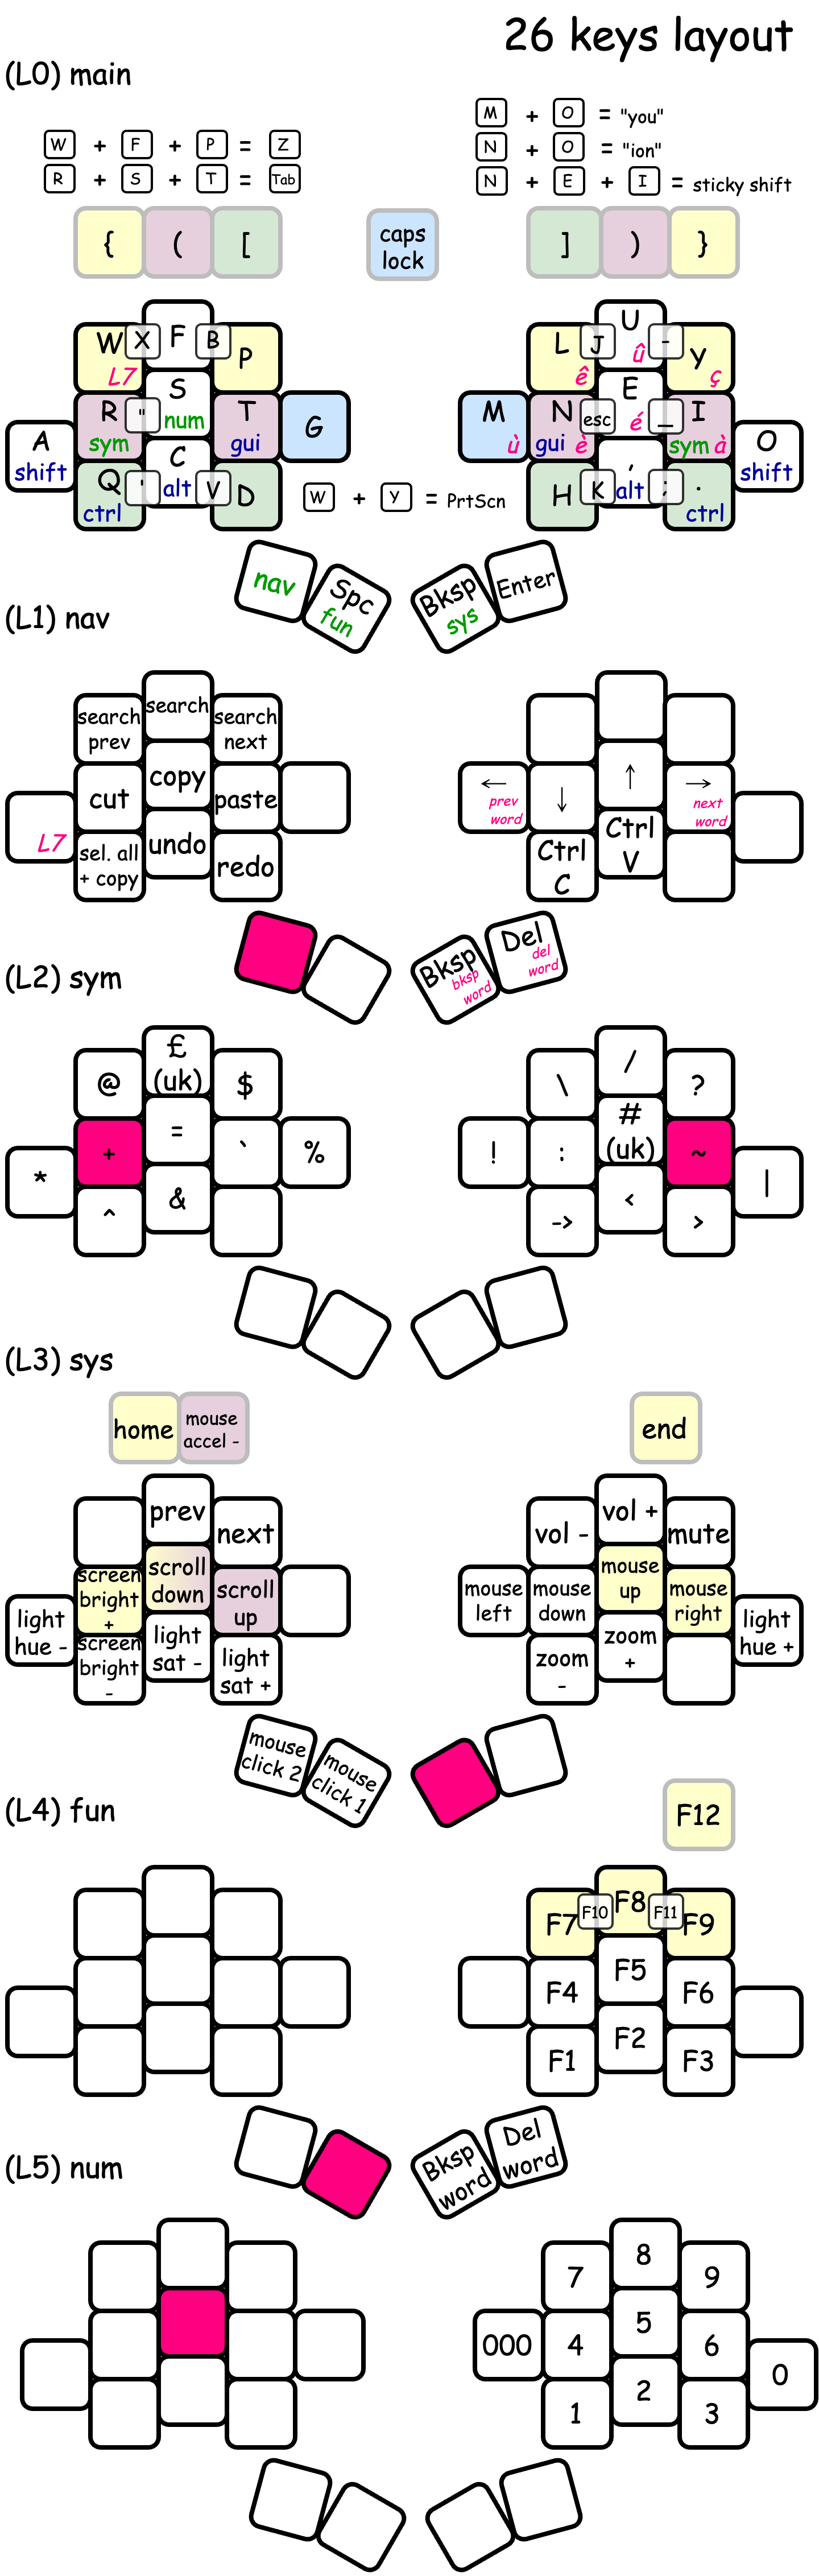 26 keys layout
(L0) main
M + O = "you"
W + F + P = Z
N + O = "ion"
R + S + T = Tab
N + E + I = sticky shift
{ ( [
caps
lock
] ) }
W X F B P
L7
L J U - Y
ê û ç
R " S T G
sym num gui
M N esc E _ I
ù gui è é sym à
A
shift
O
shift
Q ' C V D
ctrl alt
H K , ; .
alt ctrl
W + Y = PrtScn
nav
Spc
fun
Bksp
sys
Enter
(L1) nav
search
prev
search
search
next
cut
copy
paste
L7
sel. all
+ copy
undo
redo
←
prev
word
↓
↑
→
next
word
Ctrl
C
Ctrl
V
Bksp
bksp
word
Del
del
word
(L2) sym
@
£
(uk)
$
+
=
`
%
*
^
&
\
/
?
!
:
#
(uk)
~
|
->
<
>
(L3) sys
home
mouse
accel -
end
prev
next
screen
bright
+
scroll
down
scroll
up
light
hue -
screen
bright
-
light
sat -
light
sat +
vol -
vol +
mute
mouse
left
mouse
down
mouse
up
mouse
right
light
hue +
zoom
-
zoom
+
mouse
click 2
mouse
click 1
(L4) fun
F12
F7 F10 F8 F11 F9
F4 F5 F6
F1 F2 F3
Bksp
word
Del
word
(L5) num
7 8 9
000 4 5 6
0
1 2 3